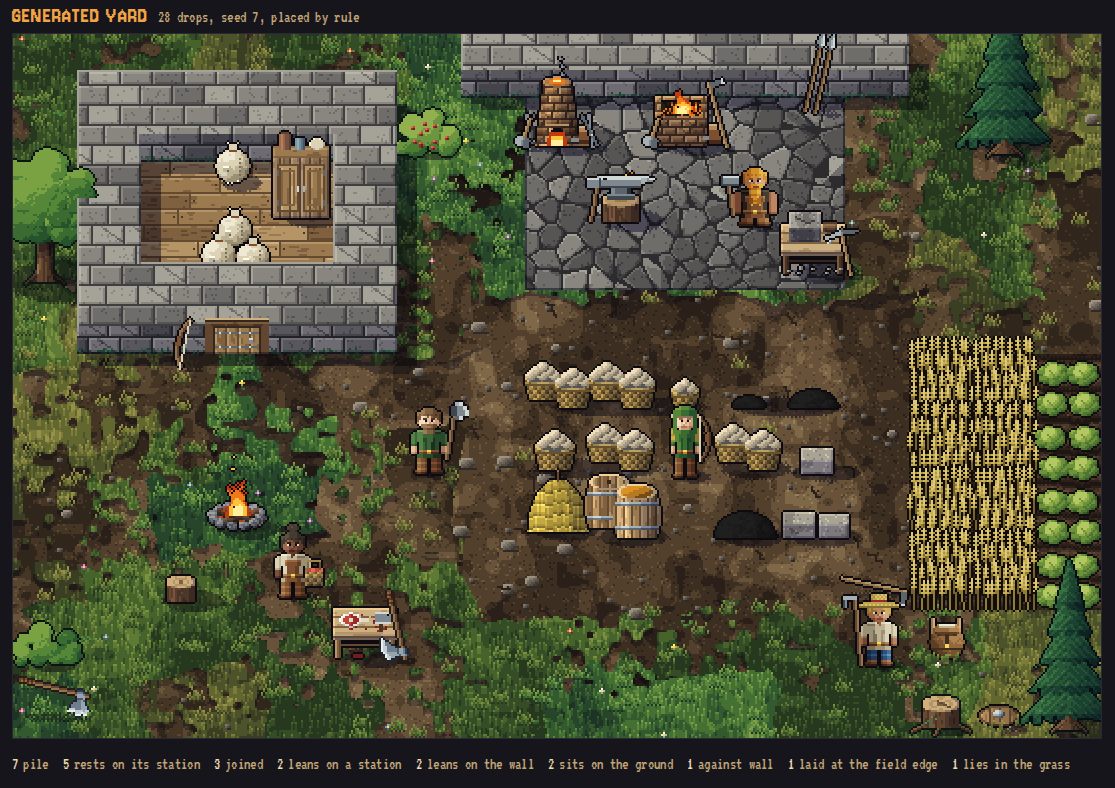 GENERATED YARD 28 drops, seed 7, placed by rule
7 pile 5 rests on its station 3 joined 2 leans on a station 2 leans on the wall 2 sits on the ground 1 against wall 1 laid at the field edge 1 lies in the grass